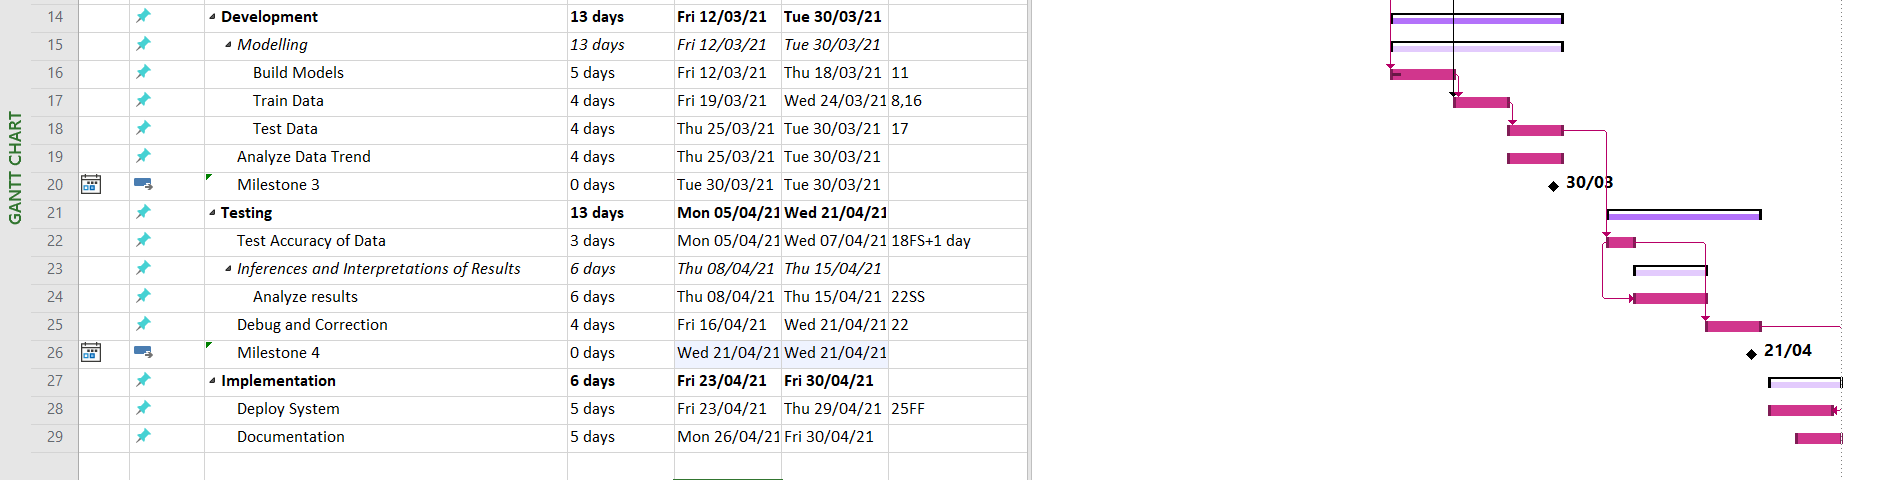 GANTT CHART
14 Development 13 days Fri 12/03/21 Tue 30/03/21
15 Modelling 13 days Fri 12/03/21 Tue 30/03/21
16 Build Models 5 days Fri 12/03/21 Thu 18/03/21 11
17 Train Data 4 days Fri 19/03/21 Wed 24/03/21 8,16
18 Test Data 4 days Thu 25/03/21 Tue 30/03/21 17
19 Analyze Data Trend 4 days Thu 25/03/21 Tue 30/03/21
20 Milestone 3 0 days Tue 30/03/21 Tue 30/03/21 30/03
21 Testing 13 days Mon 05/04/21 Wed 21/04/21
22 Test Accuracy of Data 3 days Mon 05/04/21 Wed 07/04/21 18FS+1 day
23 Inferences and Interpretations of Results 6 days Thu 08/04/21 Thu 15/04/21
24 Analyze results 6 days Thu 08/04/21 Thu 15/04/21 22SS
25 Debug and Correction 4 days Fri 16/04/21 Wed 21/04/21 22
26 Milestone 4 0 days Wed 21/04/21 Wed 21/04/21 21/04
27 Implementation 6 days Fri 23/04/21 Fri 30/04/21
28 Deploy System 5 days Fri 23/04/21 Thu 29/04/21 25FF
29 Documentation 5 days Mon 26/04/21 Fri 30/04/21